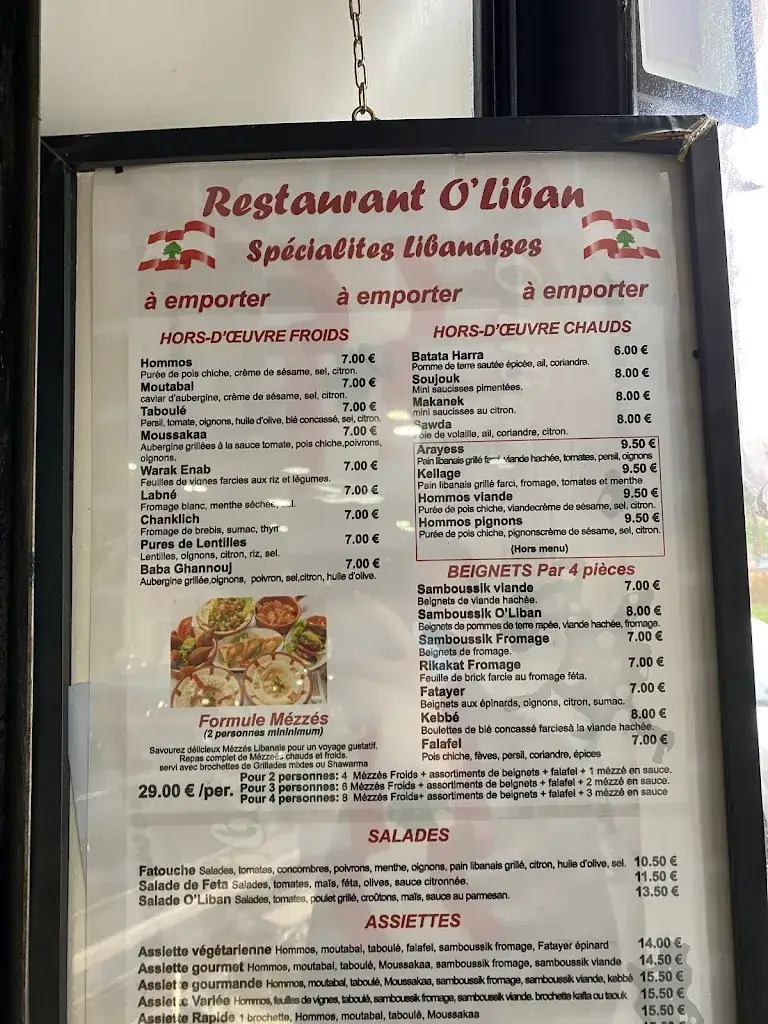 Restaurant O'Liban
Spécialites Libanaises
à emporter à emporter à emporter
HORS-D'ŒUVRE FROIDS
Hommos 7.00 €
Purée de pois chiche, crème de sésame, sel, citron.
Moutabal 7.00 €
caviar d'aubergine, crème de sésame, sel, citron.
Taboulé 7.00 €
Persil, tomate, oignons, huile d'olive, blé concassé, sel, citron.
Moussakaa 7.00 €
Aubergine grillées à la sauce tomate, pois chiche,poivrons,
oignons.
Warak Enab 7.00 €
Feuilles de vignes farcies aux riz et légumes.
Labné 7.00 €
Fromage blanc, menthe séchée, sel.
Chanklich 7.00 €
Fromage de brebis, sumac, thym
Pures de Lentilles 7.00 €
Lentilles, oignons, citron, riz, sel.
Baba Ghannouj 7.00 €
Aubergine grillée,oignons, poivron, sel,citron, huile d'olive.
HORS-D'ŒUVRE CHAUDS
Batata Harra 6.00 €
Pomme de terre sautée épicée, ail, coriandre.
Soujouk 8.00 €
Mini saucisses pimentées.
Makanek 8.00 €
mini saucisses au citron.
Sawda 8.00 €
Foie de volaille, ail, coriandre, citron.
Arayess 9.50 €
Pain libanais grillé farci, viande hachée, tomates, persil, oignons
Kellage 9.50 €
Pain libanais grillé farci, fromage, tomates et menthe
Hommos viande 9.50 €
Purée de pois chiche, viandecrème de sésame, sel, citron.
Hommos pignons 9.50 €
Purée de pois chiche, pignonscrème de sésame, sel, citron.
(Hors menu)
BEIGNETS Par 4 pièces
Samboussik viande 7.00 €
Beignets de viande hachée.
Samboussik O'Liban 8.00 €
Beignets de pommes de terre rapée, viande hachée, fromage.
Samboussik Fromage 7.00 €
Beignets de fromage.
Rikakat Fromage 7.00 €
Feuille de brick farcie au fromage féta.
Fatayer 7.00 €
Beignets aux épinards, oignons, citron, sumac.
Kebbé 8.00 €
Boulettes de blé concassé farciesà la viande hachée.
Falafel 7.00 €
Pois chiche, fèves, persil, coriandre, épices
Formule Mézzés
(2 personnes mininimum)
Savourez délicieux Mézzés Libanais pour un voyage gustatif.
Repas complet de Mézzeés chauds et froids.
servi avec brochettes de Grillades mixtes ou Shawarma
29.00 € /per.
Pour 2 personnes: 4 Mézzés Froids + assortiments de beignets + falafel + 1 mézzé en sauce.
Pour 3 personnes: 6 Mézzés Froids + assortiments de beignets + falafel + 2 mézzé en sauce.
Pour 4 personnes: 8 Mézzés Froids+ assortiments de beignets + falafel + 3 mézzé en sauce
SALADES
Fatouche Salades, tomates, concombres, poivrons, menthe, oignons, pain libanais grillé, citron, huile d'olive, sel. 10.50 €
Salade de Feta Salades, tomates, maïs, féta, olives, sauce citronnée. 11.50 €
Salade O'Liban Salades, tomates, poulet grillé, croûtons, maïs, sauce au parmesan. 13.50 €
ASSIETTES
Assiette végétarienne Hommos, moutabal, taboulé, falafel, samboussik fromage, Fatayer épinard 14.00 €
Assiette gourmet Hommos, moutabal, taboulé, Moussakaa, samboussik fromage, samboussik viande 14.50 €
Assiette gourmande Hommos, moutabal, taboulé, Moussakaa, samboussik fromage, samboussik viande, kebbé 15.50 €
Assiette Variée Hommos, feuilles de vignes, taboulé, samboussik fromage, samboussik viande. brochette kafta ou taouk 15.50 €
Assiette Rapide 1 brochette, Hommos, moutabal, taboulé, Moussakaa 15.50 €